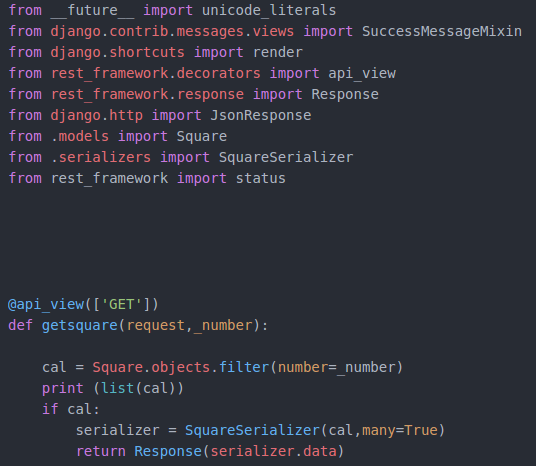 from __future__ import unicode_literals
from django.contrib.messages.views import SuccessMessageMixin
from django.shortcuts import render
from rest_framework.decorators import api_view
from rest_framework.response import Response
from django.http import JsonResponse
from .models import Square
from .serializers import SquareSerializer
from rest_framework import status
@api_view(['GET'])
def getsquare(request,_number):
    cal = Square.objects.filter(number=_number)
    print (list(cal))
    if cal:
        serializer = SquareSerializer(cal,many=True)
        return Response(serializer.data)